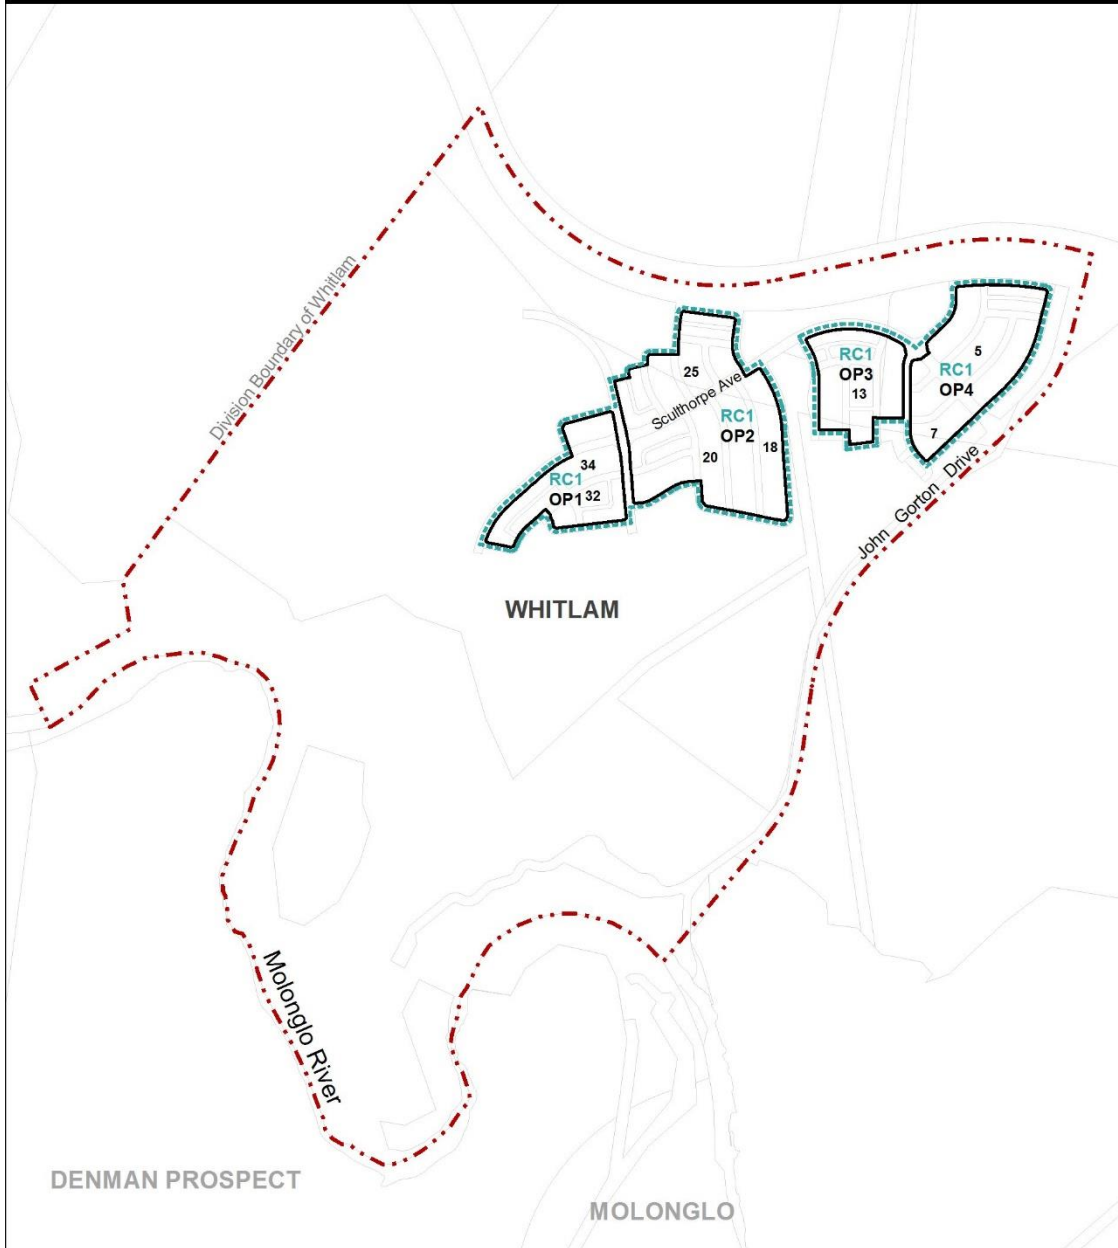 Division Boundary of Whitlam
25
Sculthorpe Ave
RC1
OP2
20
18
RC1
OP3
13
5
RC1
OP4
7
34
RC1
OP1
32
John Gorton Drive
WHITLAM
Molonglo River
DENMAN PROSPECT
MOLONGLO